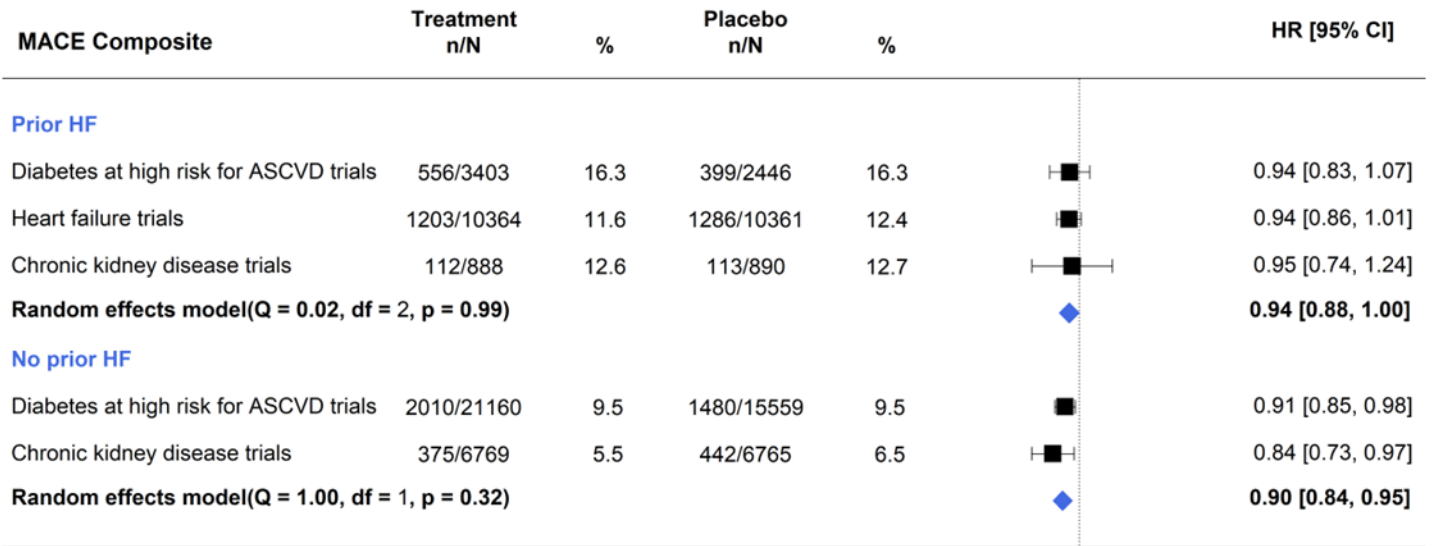 MACE Composite Treatment n/N % Placebo n/N % HR [95% CI]
Prior HF
Diabetes at high risk for ASCVD trials 556/3403 16.3 399/2446 16.3 0.94 [0.83, 1.07]
Heart failure trials 1203/10364 11.6 1286/10361 12.4 0.94 [0.86, 1.01]
Chronic kidney disease trials 112/888 12.6 113/890 12.7 0.95 [0.74, 1.24]
Random effects model(Q = 0.02, df = 2, p = 0.99) 0.94 [0.88, 1.00]
No prior HF
Diabetes at high risk for ASCVD trials 2010/21160 9.5 1480/15559 9.5 0.91 [0.85, 0.98]
Chronic kidney disease trials 375/6769 5.5 442/6765 6.5 0.84 [0.73, 0.97]
Random effects model(Q = 1.00, df = 1, p = 0.32) 0.90 [0.84, 0.95]